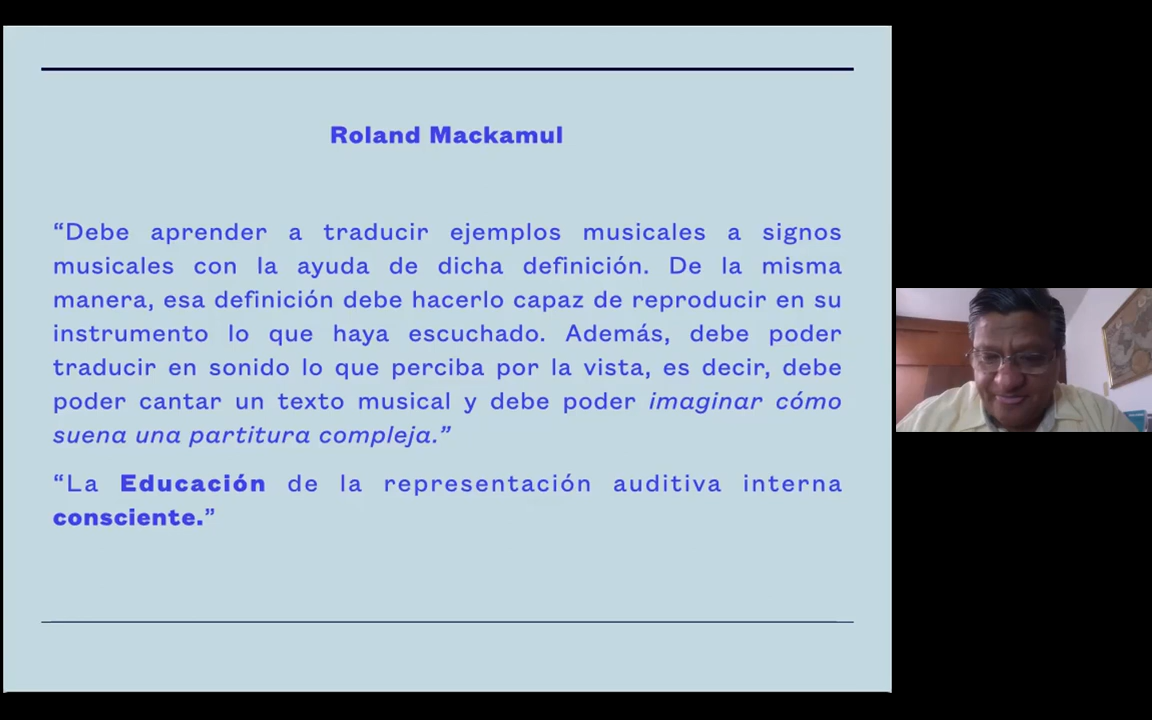 Roland Mackamul
“Debe aprender a traducir ejemplos musicales a signos
musicales con la ayuda de dicha definición. De la misma
manera, esa definición debe hacerlo capaz de reproducir en su
instrumento lo que haya escuchado. Además, debe poder
traducir en sonido lo que perciba por la vista, es decir, debe
poder cantar un texto musical y debe poder imaginar cómo
suena una partitura compleja.”
“La Educación de la representación auditiva interna
consciente.”